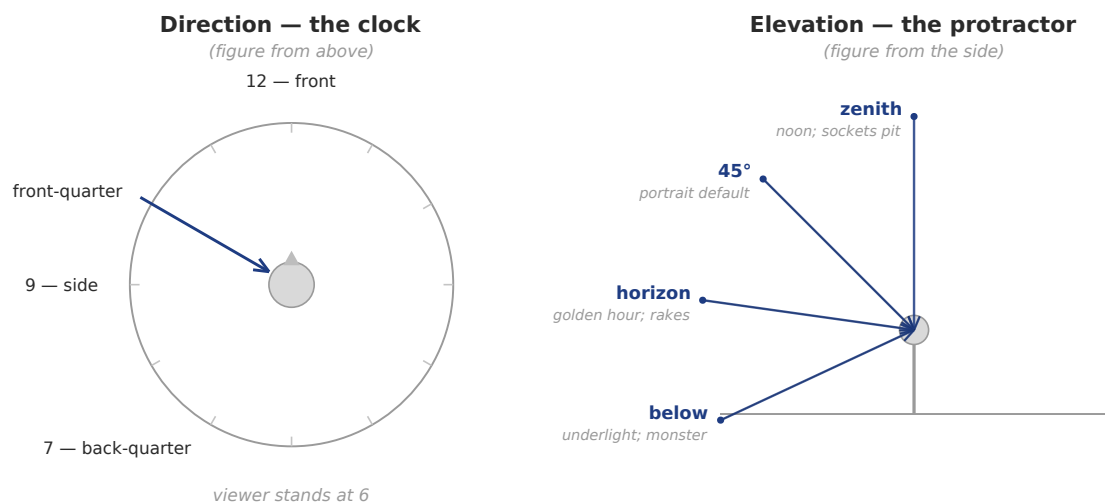 Direction — the clock
(figure from above)
12 — front
front-quarter
9 — side
7 — back-quarter
viewer stands at 6
Elevation — the protractor
(figure from the side)
zenith
noon; sockets pit
45°
portrait default
horizon
golden hour; rakes
below
underlight; monster